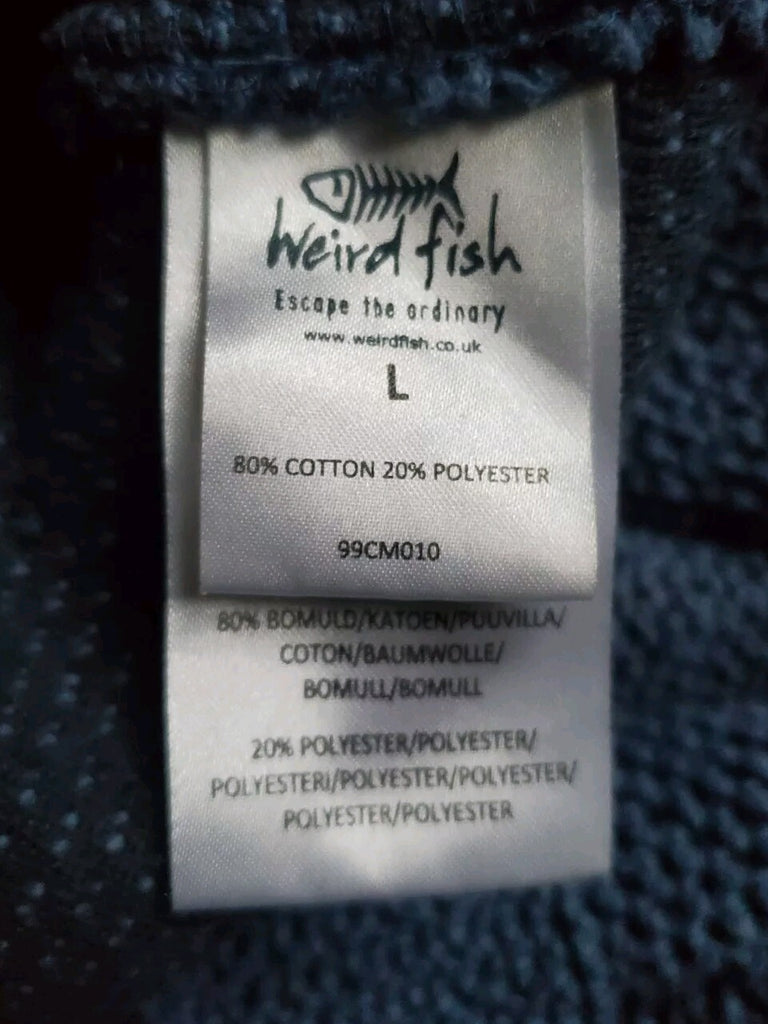 weird fish
Escape the ordinary
www.weirdfish.co.uk
L
80% COTTON 20% POLYESTER
99CM010
80% BOMULD/KATOEN/PUUVILLA/
COTON/BAUMWOLLE/
BOMULL/BOMULL
20% POLYESTER/POLYESTER/
POLYESTERI/POLYESTER/POLYESTER/
POLYESTER/POLYESTER